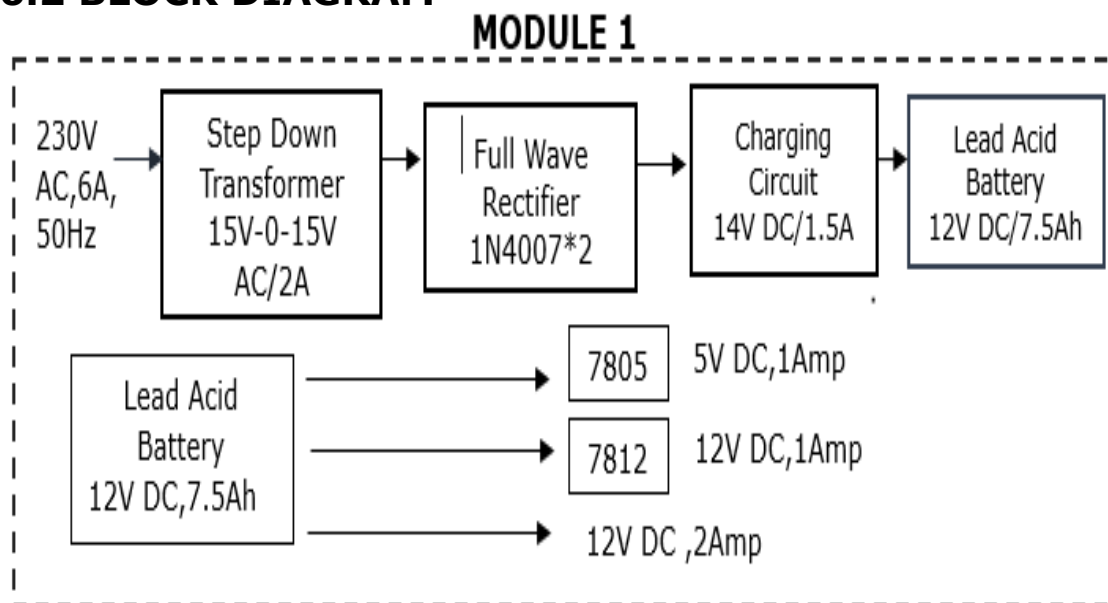 BLOCK DIAGRAM
MODULE 1
230V
AC,6A,
50Hz
Step Down
Transformer
15V-0-15V
AC/2A
Full Wave
Rectifier
1N4007*2
Charging
Circuit
14V DC/1.5A
Lead Acid
Battery
12V DC/7.5Ah
Lead Acid
Battery
12V DC,7.5Ah
7805
5V DC,1Amp
7812
12V DC,1Amp
12V DC ,2Amp